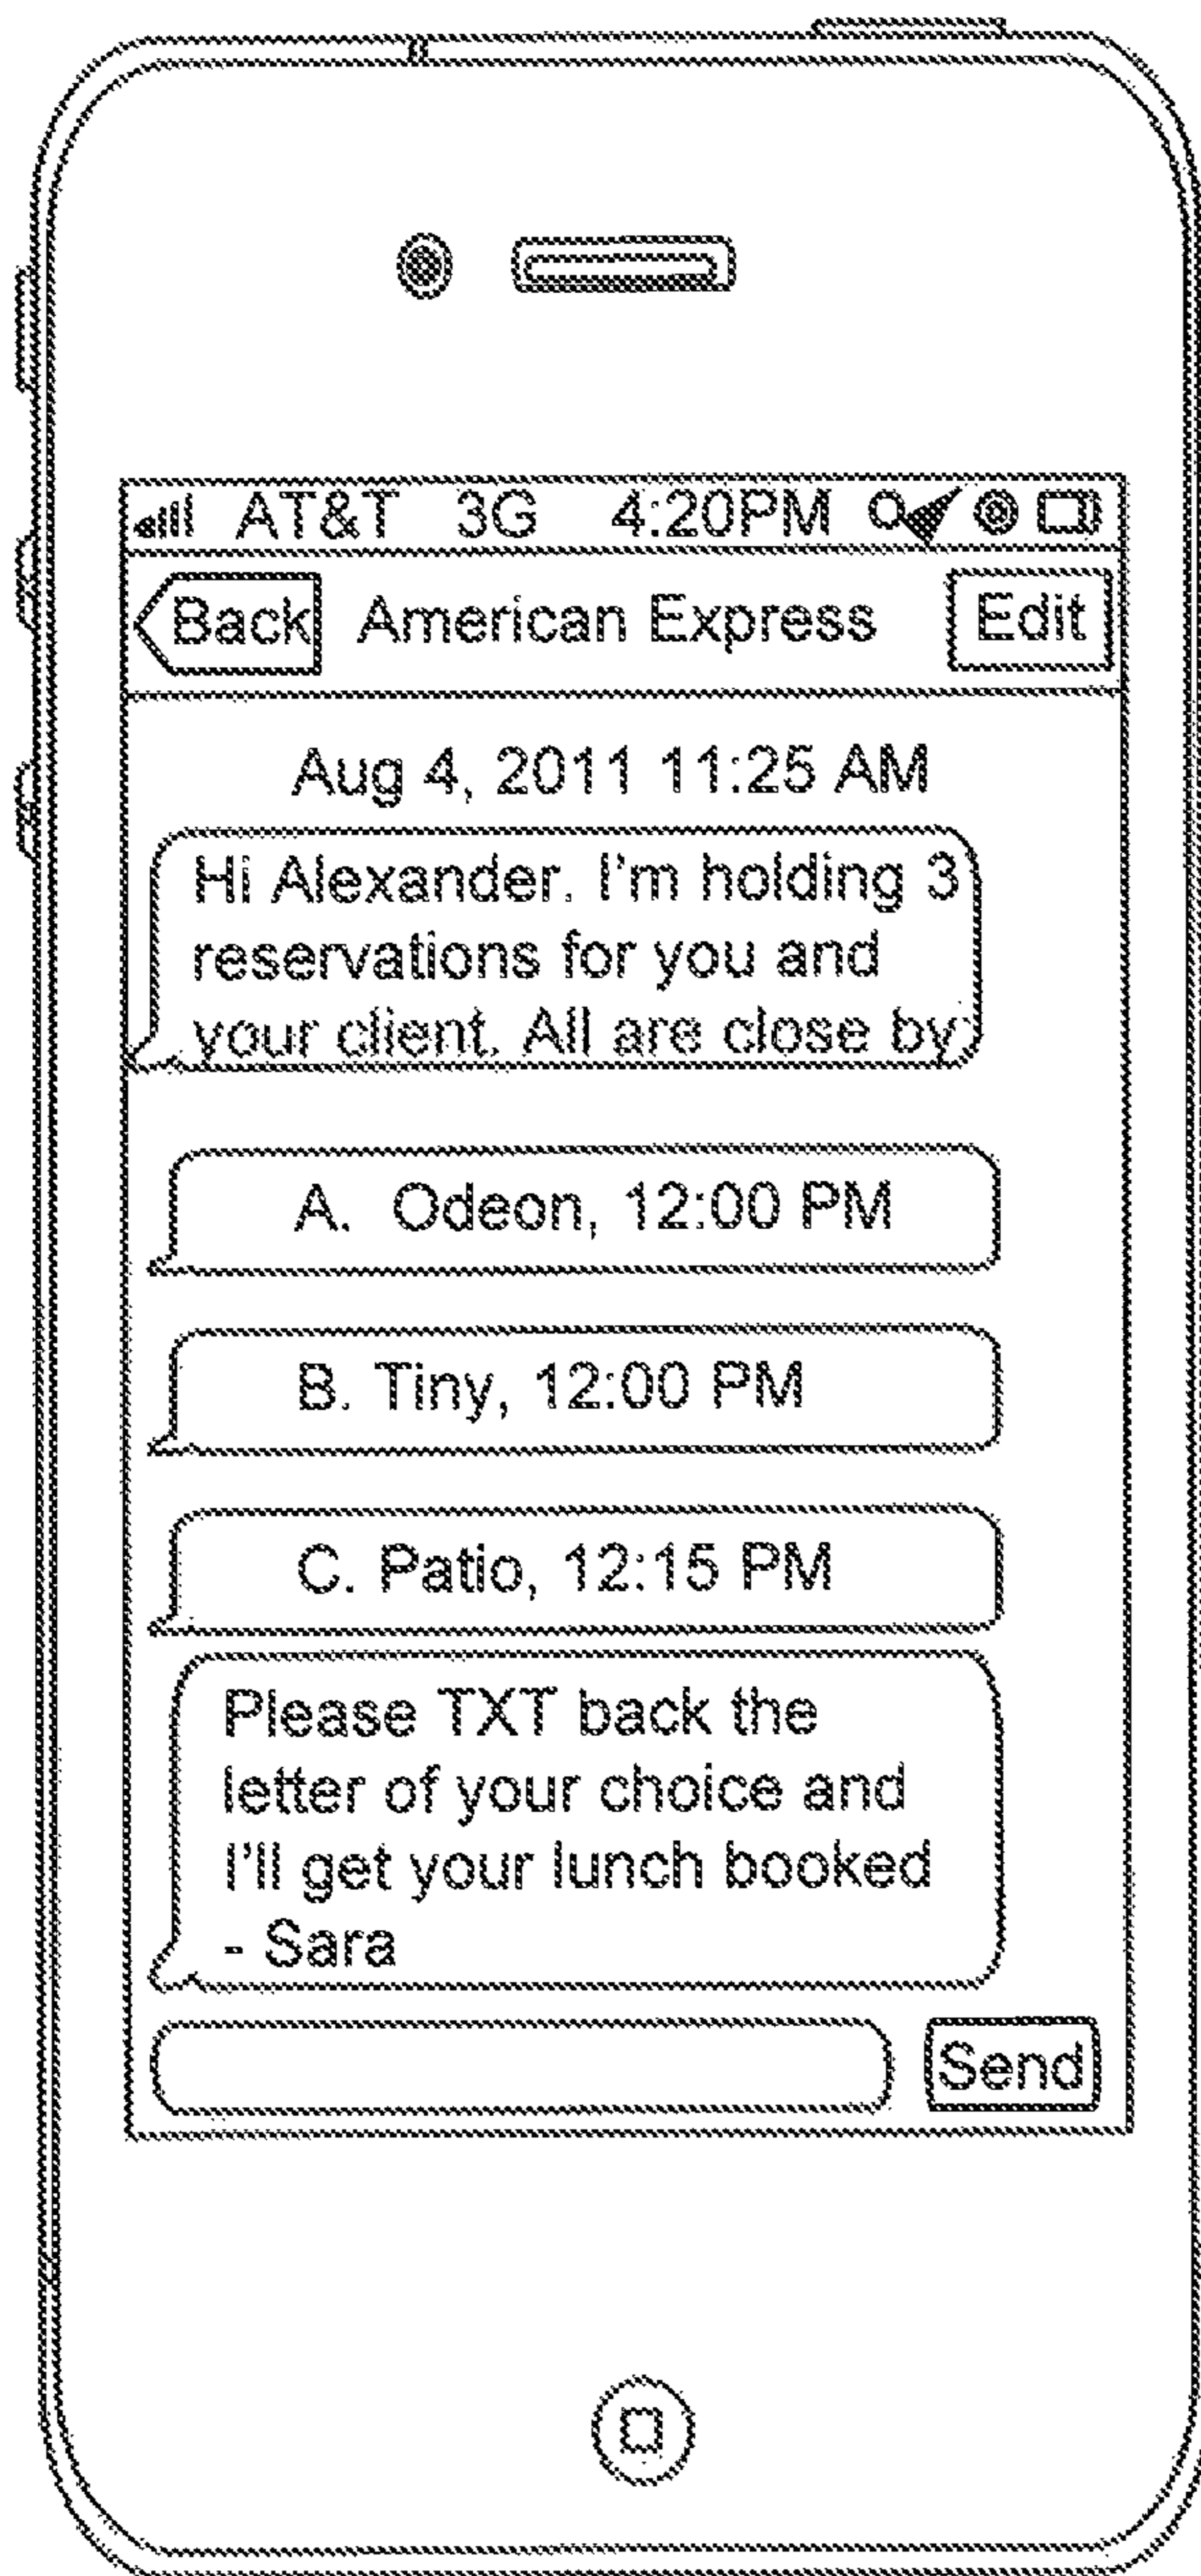 AT&T 3G 4:20PM
Back American Express Edit
Aug 4, 2011 11:25 AM
Hi Alexander. I'm holding 3
reservations for you and
your client. All are close by
A. Odeon, 12:00 PM
B. Tiny, 12:00 PM
C. Patio, 12:15 PM
Please TXT back the
letter of your choice and
I'll get your lunch booked
- Sara
Send